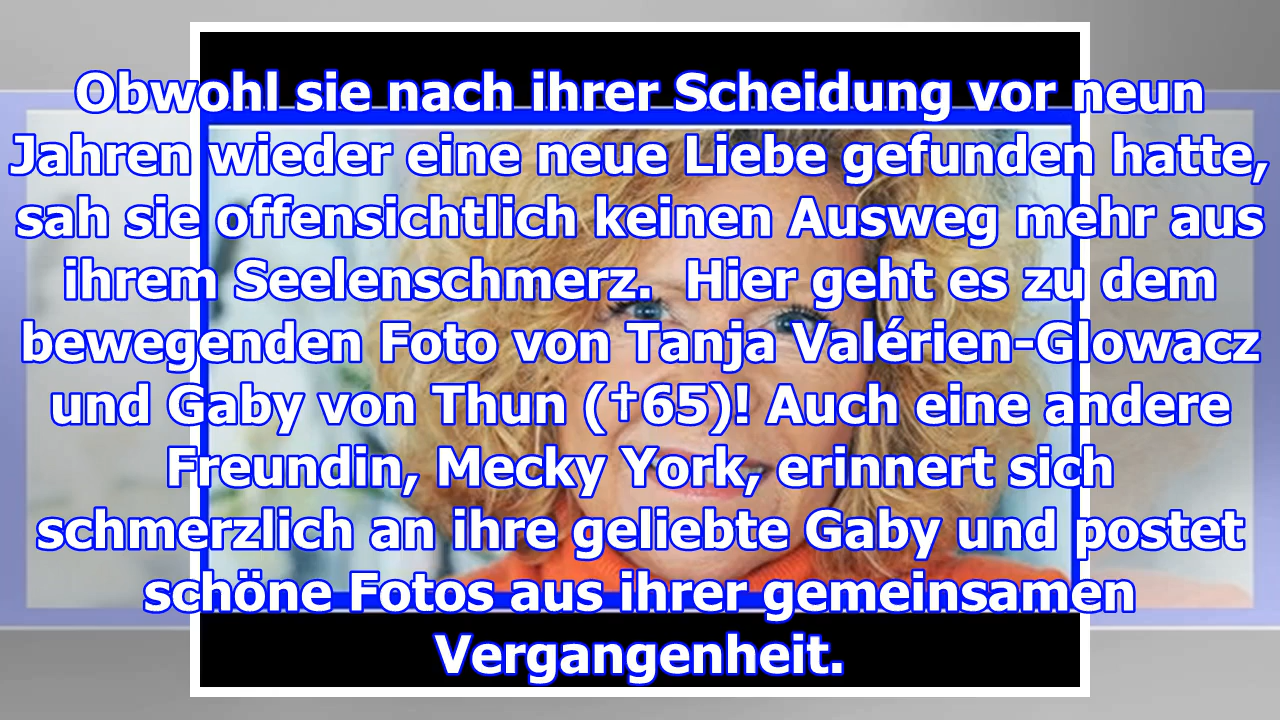 Obwohl sie nach ihrer Scheidung vor neun
Jahren wieder eine neue Liebe gefunden hatte,
sah sie offensichtlich keinen Ausweg mehr aus
ihrem Seelenschmerz.  Hier geht es zu dem
bewegenden Foto von Tanja Valérien-Glowacz
und Gaby von Thun (†65)! Auch eine andere
Freundin, Mecky York, erinnert sich
schmerzlich an ihre geliebte Gaby und postet
schöne Fotos aus ihrer gemeinsamen
Vergangenheit.